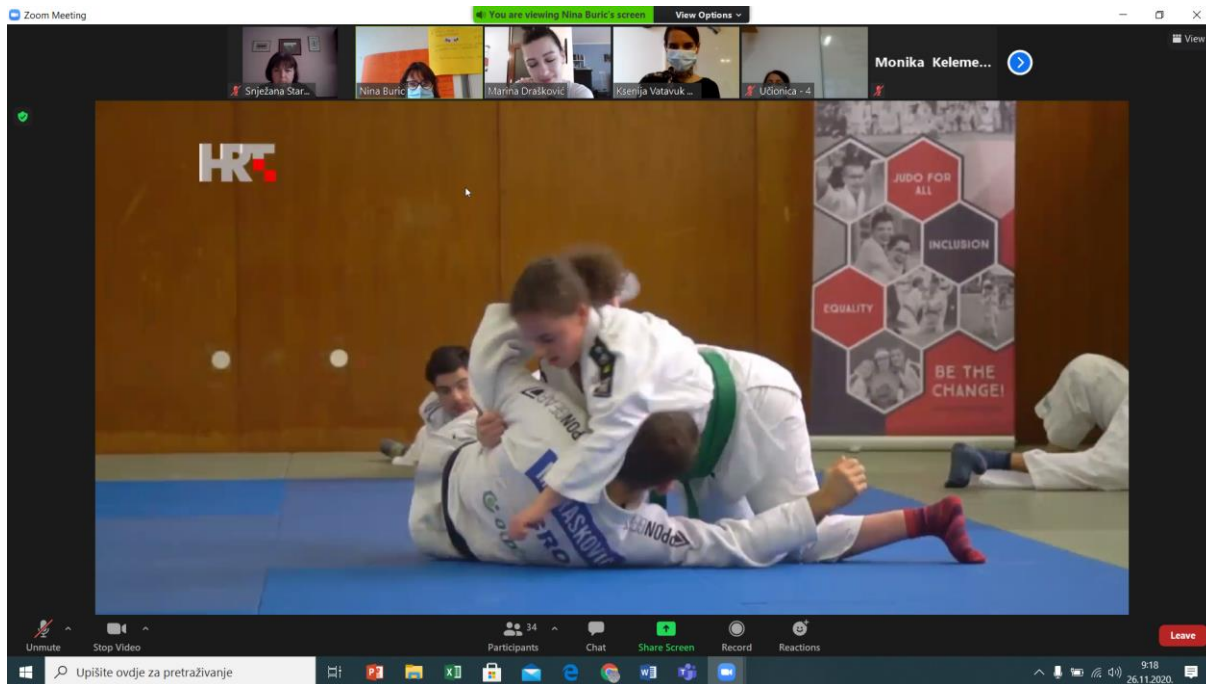 Zoom Meeting
You are viewing Nina Buric's screen
View Options
View
Snježana Star...
Nina Buric
Marina Drašković
Ksenija Vatavuk ...
Učionica - 4
Monika Keleme...
HRT
JUDO FOR
ALL
INCLUSION
EQUALITY
BE THE
CHANGE!
CRO
Unmute
Stop Video
34
Participants
Chat
Share Screen
Record
Reactions
Leave
Upišite ovdje za pretraživanje
9:18
26.11.2020.